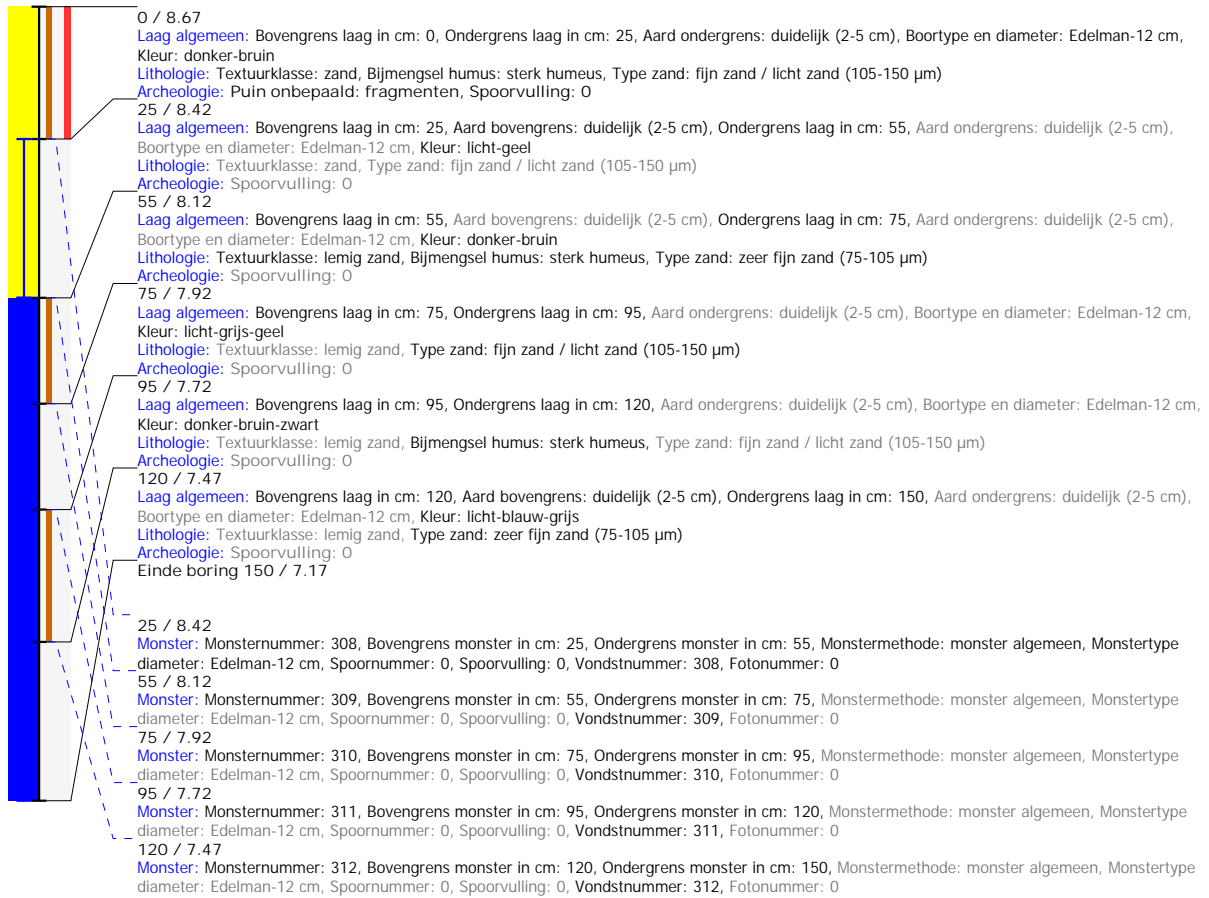 0 / 8.67
Laag algemeen: Bovengrens laag in cm: 0, Ondergrens laag in cm: 25, Aard ondergrens: duidelijk (2-5 cm), Boortype en diameter: Edelman-12 cm,
Kleur: donker-bruin
Lithologie: Textuurklasse: zand, Bijmengsel humus: sterk humeus, Type zand: fijn zand / licht zand (105-150 µm)
Archeologie: Puin onbepaald: fragmenten, Spoorvulling: 0
25 / 8.42
Laag algemeen: Bovengrens laag in cm: 25, Aard bovengrens: duidelijk (2-5 cm), Ondergrens laag in cm: 55, Aard ondergrens: duidelijk (2-5 cm),
Boortype en diameter: Edelman-12 cm, Kleur: licht-geel
Lithologie: Textuurklasse: zand, Type zand: fijn zand / licht zand (105-150 µm)
Archeologie: Spoorvulling: 0
55 / 8.12
Laag algemeen: Bovengrens laag in cm: 55, Aard bovengrens: duidelijk (2-5 cm), Ondergrens laag in cm: 75, Aard ondergrens: duidelijk (2-5 cm),
Boortype en diameter: Edelman-12 cm, Kleur: donker-bruin
Lithologie: Textuurklasse: lemig zand, Bijmengsel humus: sterk humeus, Type zand: zeer fijn zand (75-105 µm)
Archeologie: Spoorvulling: 0
75 / 7.92
Laag algemeen: Bovengrens laag in cm: 75, Ondergrens laag in cm: 95, Aard ondergrens: duidelijk (2-5 cm), Boortype en diameter: Edelman-12 cm,
Kleur: licht-grijs-geel
Lithologie: Textuurklasse: lemig zand, Type zand: fijn zand / licht zand (105-150 µm)
Archeologie: Spoorvulling: 0
95 / 7.72
Laag algemeen: Bovengrens laag in cm: 95, Ondergrens laag in cm: 120, Aard ondergrens: duidelijk (2-5 cm), Boortype en diameter: Edelman-12 cm,
Kleur: donker-bruin-zwart
Lithologie: Textuurklasse: lemig zand, Bijmengsel humus: sterk humeus, Type zand: fijn zand / licht zand (105-150 µm)
Archeologie: Spoorvulling: 0
120 / 7.47
Laag algemeen: Bovengrens laag in cm: 120, Aard bovengrens: duidelijk (2-5 cm), Ondergrens laag in cm: 150, Aard ondergrens: duidelijk (2-5 cm),
Boortype en diameter: Edelman-12 cm, Kleur: licht-blauw-grijs
Lithologie: Textuurklasse: lemig zand, Type zand: zeer fijn zand (75-105 µm)
Archeologie: Spoorvulling: 0
Einde boring 150 / 7.17
25 / 8.42
Monster: Monsternummer: 308, Bovengrens monster in cm: 25, Ondergrens monster in cm: 55, Monstermethode: monster algemeen, Monstertype
diameter: Edelman-12 cm, Spoornummer: 0, Spoorvulling: 0, Vondstnummer: 308, Fotonummer: 0
55 / 8.12
Monster: Monsternummer: 309, Bovengrens monster in cm: 55, Ondergrens monster in cm: 75, Monstermethode: monster algemeen, Monstertype
diameter: Edelman-12 cm, Spoornummer: 0, Spoorvulling: 0, Vondstnummer: 309, Fotonummer: 0
75 / 7.92
Monster: Monsternummer: 310, Bovengrens monster in cm: 75, Ondergrens monster in cm: 95, Monstermethode: monster algemeen, Monstertype
diameter: Edelman-12 cm, Spoornummer: 0, Spoorvulling: 0, Vondstnummer: 310, Fotonummer: 0
95 / 7.72
Monster: Monsternummer: 311, Bovengrens monster in cm: 95, Ondergrens monster in cm: 120, Monstermethode: monster algemeen, Monstertype
diameter: Edelman-12 cm, Spoornummer: 0, Spoorvulling: 0, Vondstnummer: 311, Fotonummer: 0
120 / 7.47
Monster: Monsternummer: 312, Bovengrens monster in cm: 120, Ondergrens monster in cm: 150, Monstermethode: monster algemeen, Monstertype
diameter: Edelman-12 cm, Spoornummer: 0, Spoorvulling: 0, Vondstnummer: 312, Fotonummer: 0